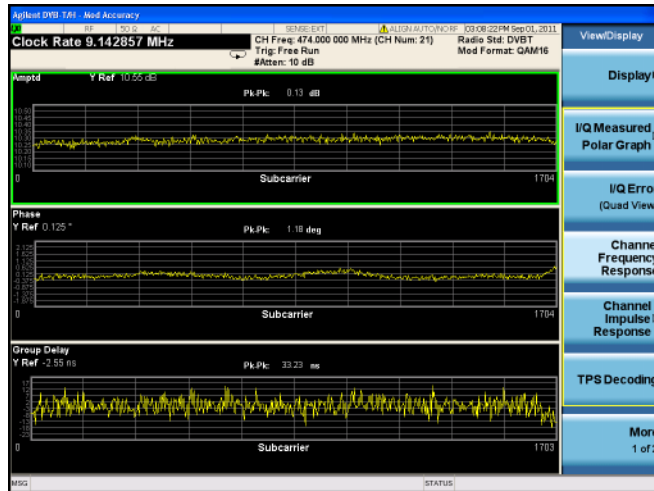 Agilent DVB-T/H - Mod Accuracy
RF 50 Ω AC SENSE:EXT ALIGN AUTO/NO RF 03:08:22 PM Sep 01, 2011
Clock Rate 9.142857 MHz
CH Freq: 474.000 000 MHz (CH Num: 21) Radio Std: DVBT
Trig: Free Run Mod Format: QAM16
#Atten: 10 dB
Amptd Y Ref 10.55 dB
Pk-Pk: 0.13 dB
0 Subcarrier 1704
Phase
Y Ref 0.125 °
Pk-Pk: 1.18 deg
0 Subcarrier 1704
Group Delay
Y Ref -2.55 ns
Pk-Pk: 33.23 ns
0 Subcarrier 1703
MSG STATUS
View/Display
Display
I/Q Measured
Polar Graph
I/Q Erro
(Quad View
Channe
Frequency
Response
Channel
Impulse
Response
TPS Decoding
More
1 of 2